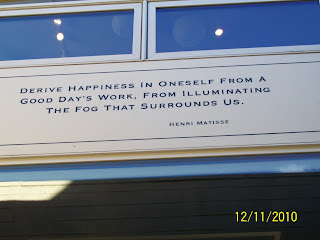 Derive Happiness In Oneself From A
Good Day's Work, From Illuminating
The Fog That Surrounds Us.
Henri Matisse
12/11/2010